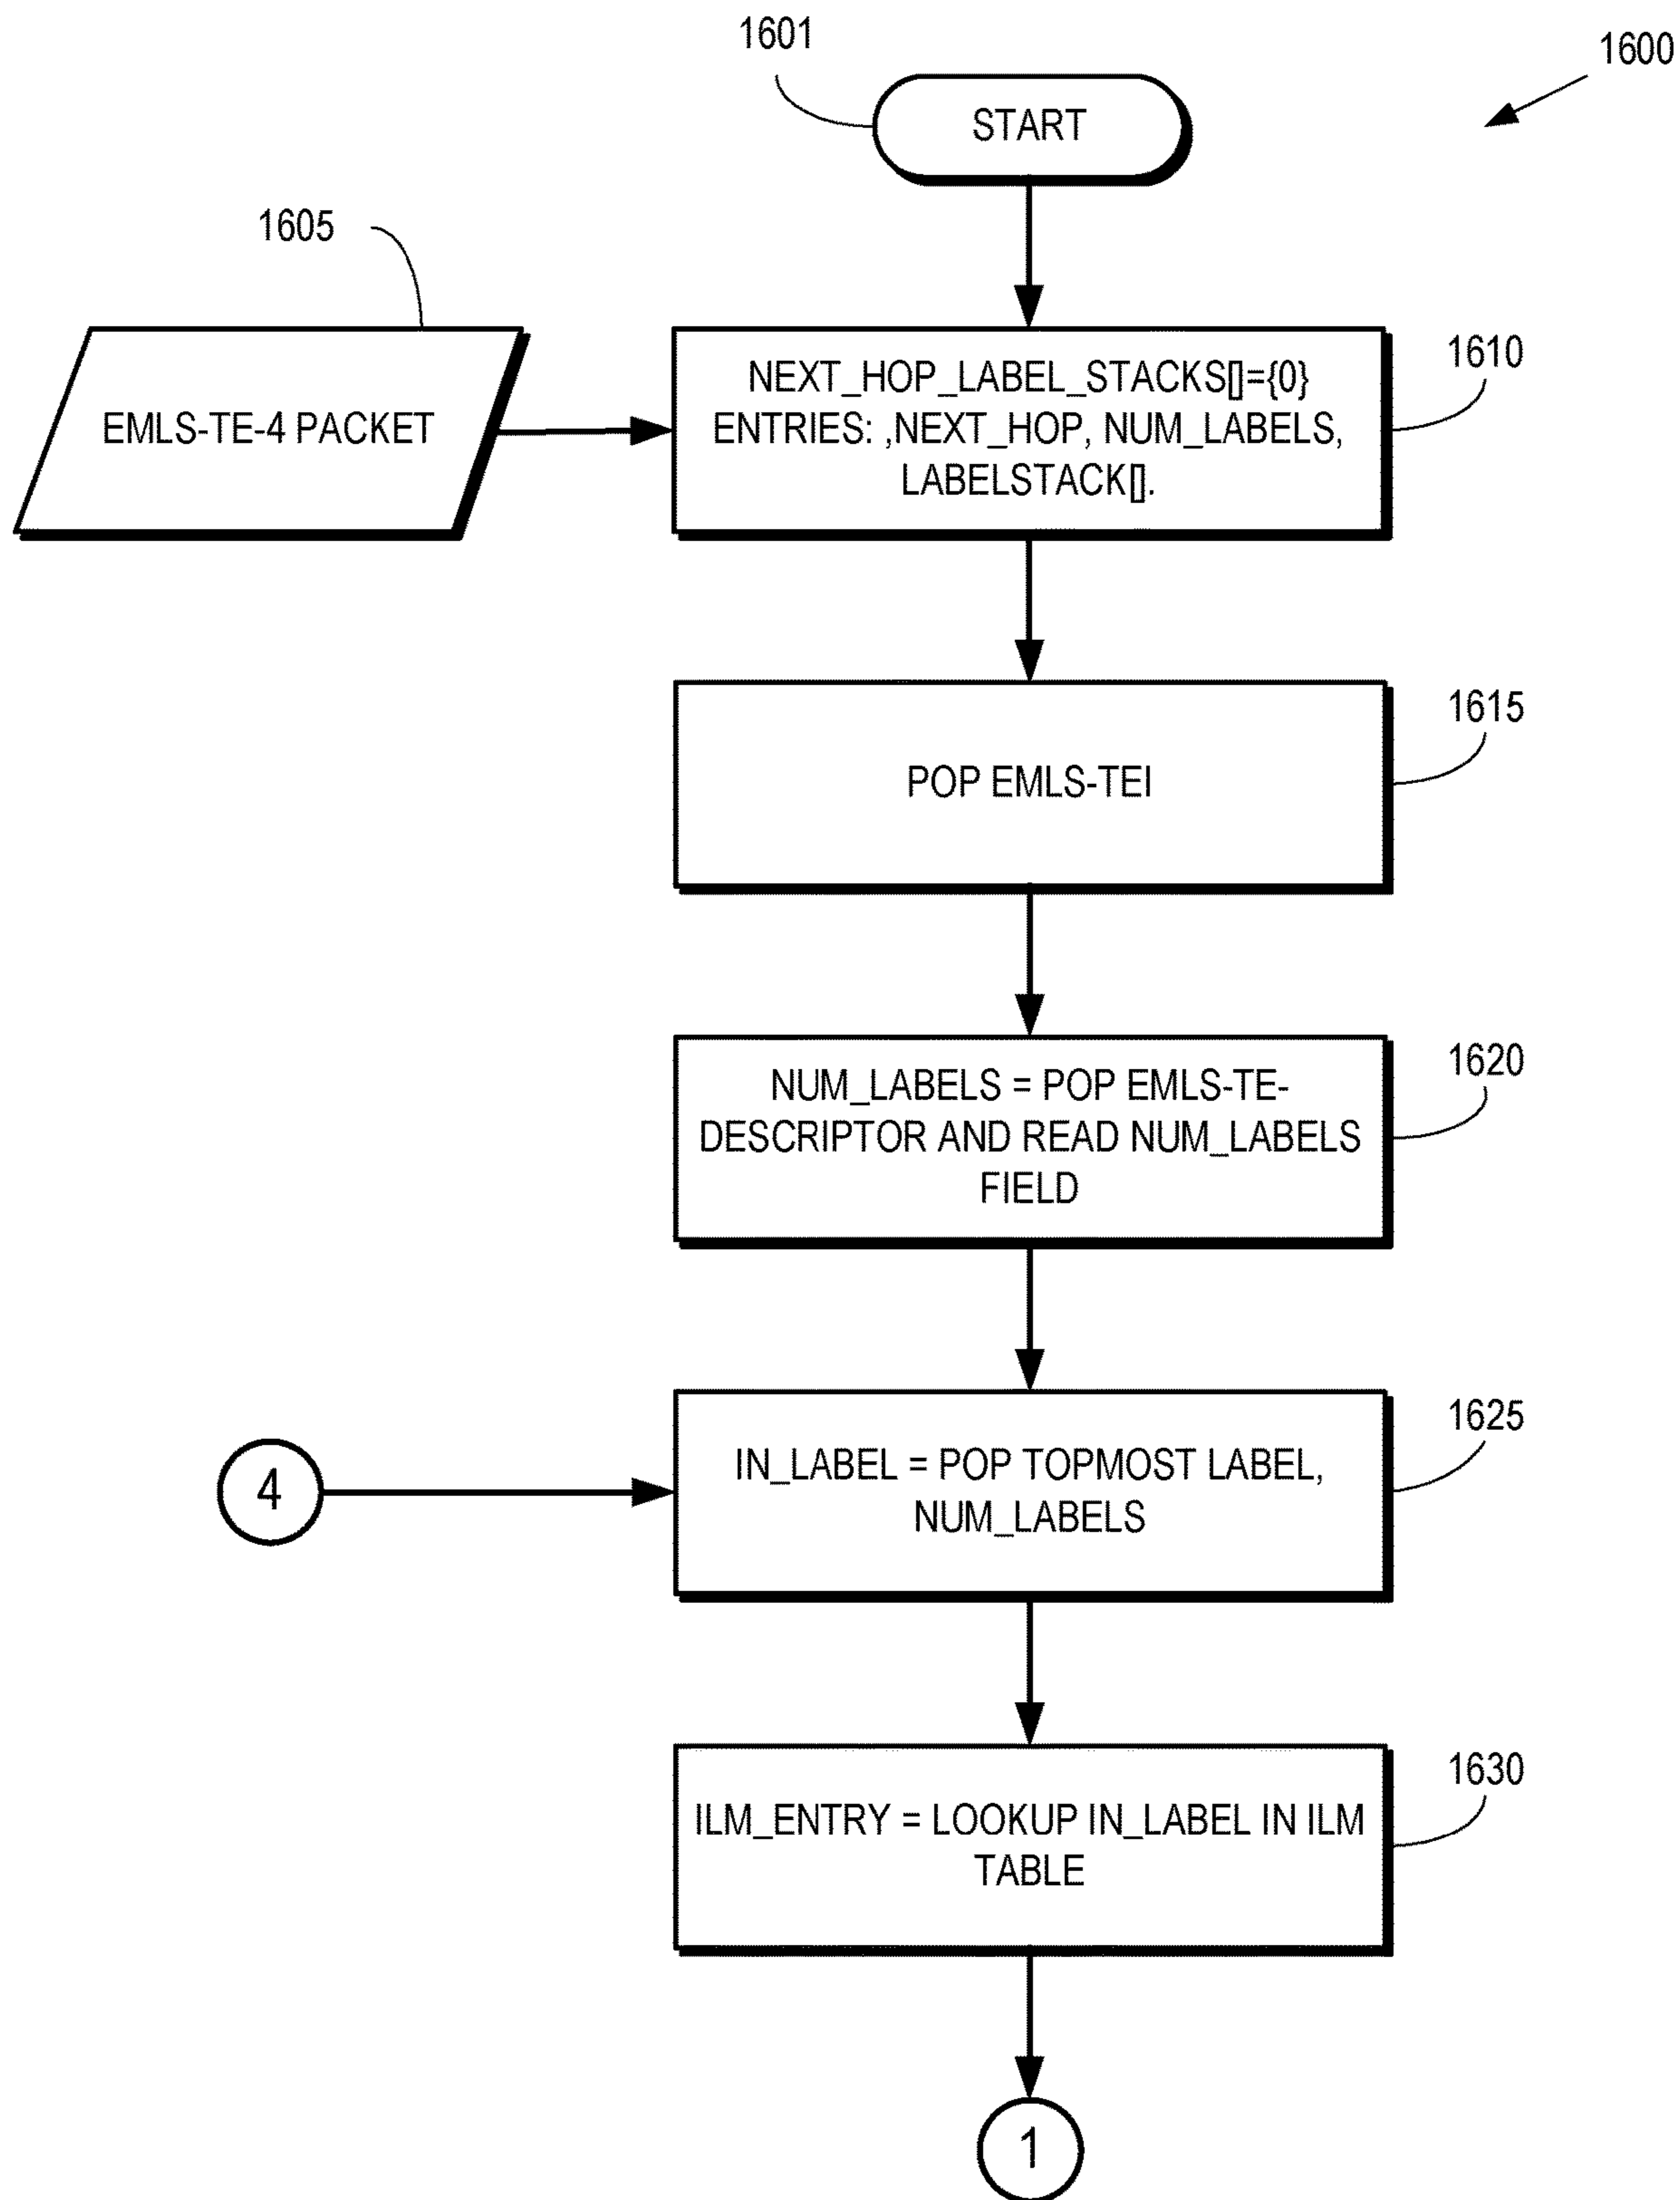 1601
1600
START
1605
1610
NEXT_HOP_LABEL_STACKS[]={0}
ENTRIES: ,NEXT_HOP, NUM_LABELS,
LABELSTACK[].
EMLS-TE-4 PACKET
1615
POP EMLS-TEI
1620
NUM_LABELS = POP EMLS-TE-
DESCRIPTOR AND READ NUM_LABELS
FIELD
1625
IN_LABEL = POP TOPMOST LABEL,
NUM_LABELS
4
1630
ILM_ENTRY = LOOKUP IN_LABEL IN ILM
TABLE
1